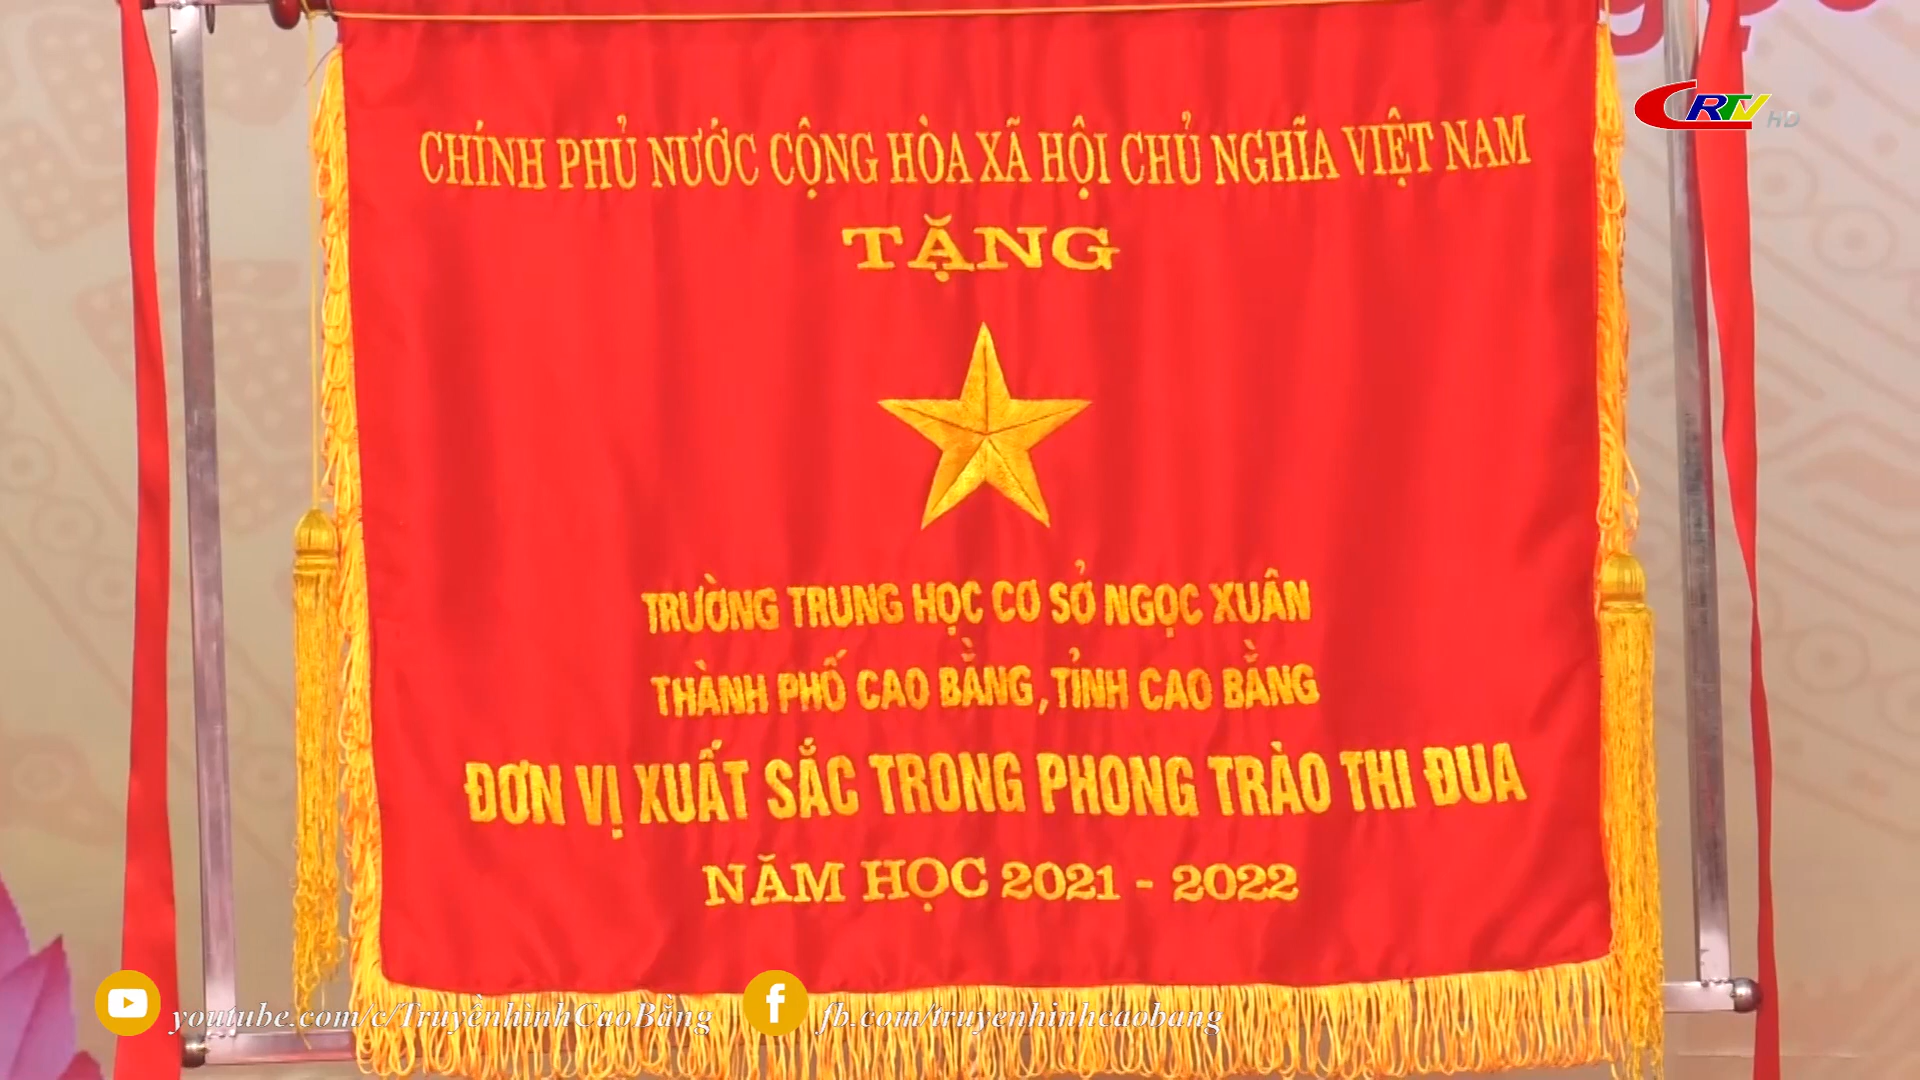 CRTV HD
CHÍNH PHỦ NƯỚC CỘNG HÒA XÃ HỘI CHỦ NGHĨA VIỆT NAM
TẶNG
TRƯỜNG TRUNG HỌC CƠ SỞ NGỌC XUÂN
THÀNH PHỐ CAO BẰNG, TỈNH CAO BẰNG
ĐƠN VỊ XUẤT SẮC TRONG PHONG TRÀO THI ĐUA
NĂM HỌC 2021 - 2022
youtube.com/c/TruyềnhìnhCaoBằng
fb.com/truyenhinhcaobang